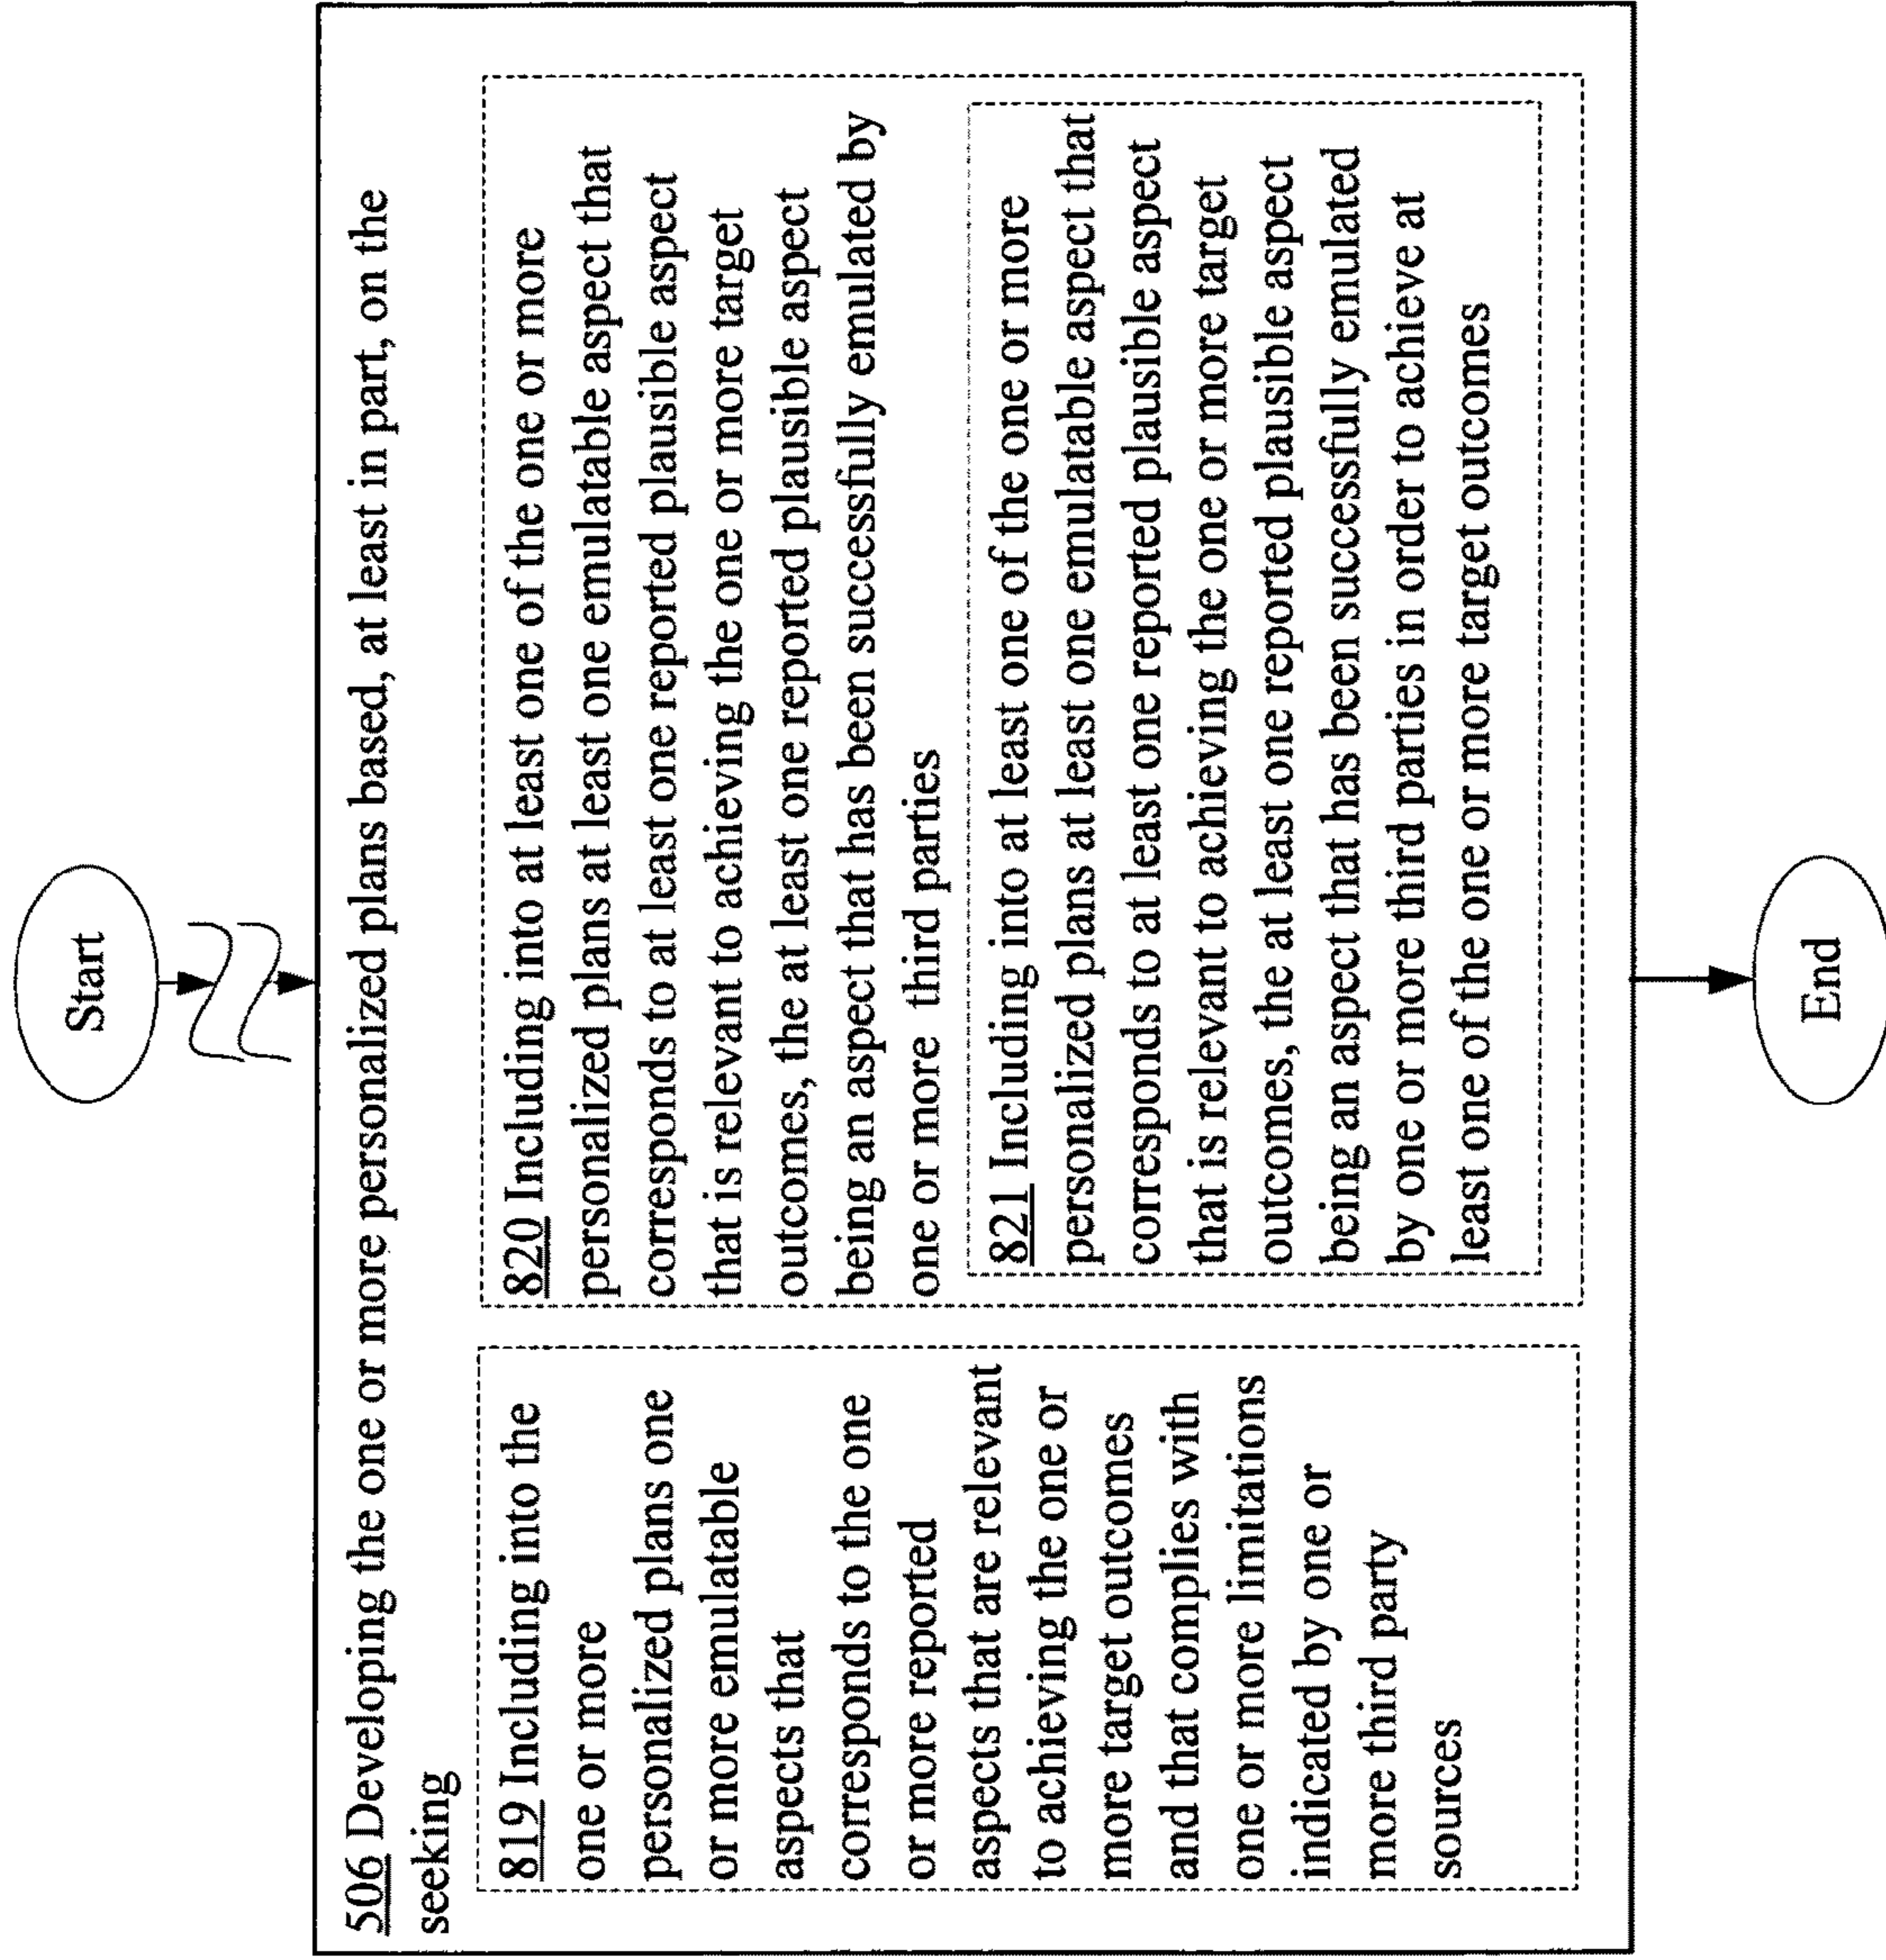 Start
506 Developing the one or more personalized plans based, at least in part, on the
seeking
819 Including into the
one or more
personalized plans one
or more emulatable
aspects that
corresponds to the one
or more reported
aspects that are relevant
to achieving the one or
more target outcomes
and that complies with
one or more limitations
indicated by one or
more third party
sources
820 Including into at least one of the one or more
personalized plans at least one emulatable aspect that
corresponds to at least one reported plausible aspect
that is relevant to achieving the one or more target
outcomes, the at least one reported plausible aspect
being an aspect that has been successfully emulated by
one or more third parties
821 Including into at least one of the one or more
personalized plans at least one emulatable aspect that
corresponds to at least one reported plausible aspect
that is relevant to achieving the one or more target
outcomes, the at least one reported plausible aspect
being an aspect that has been successfully emulated
by one or more third parties in order to achieve at
least one of the one or more target outcomes
End